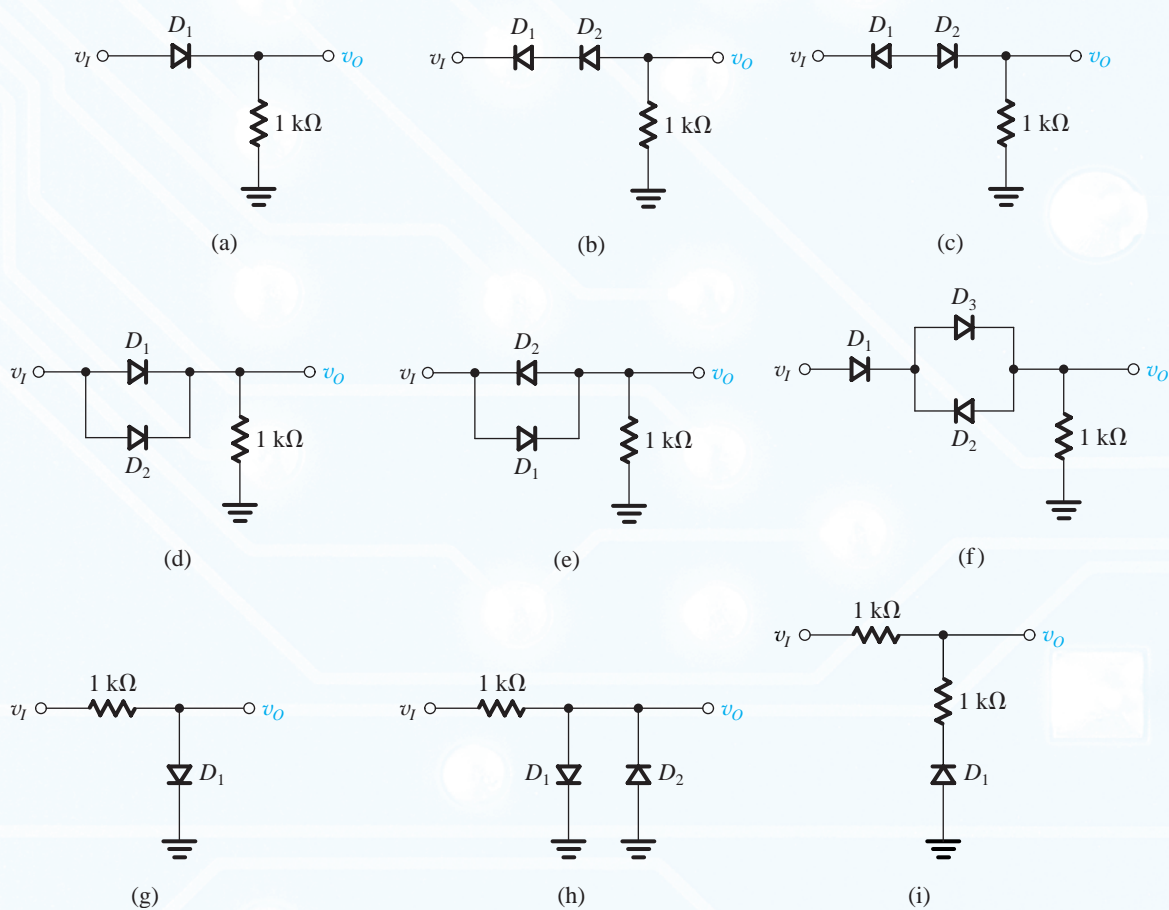 D1
vI
vO
1 kΩ
(a)
D1 D2
vI
vO
1 kΩ
(b)
D1 D2
vI
vO
1 kΩ
(c)
D1
vI
vO
D2
1 kΩ
(d)
D2
vI
vO
D1
1 kΩ
(e)
D3
D1
vI
vO
D2
1 kΩ
(f)
1 kΩ
vI
vO
D1
(g)
1 kΩ
vI
vO
D1 D2
(h)
1 kΩ
vI
vO
1 kΩ
D1
(i)